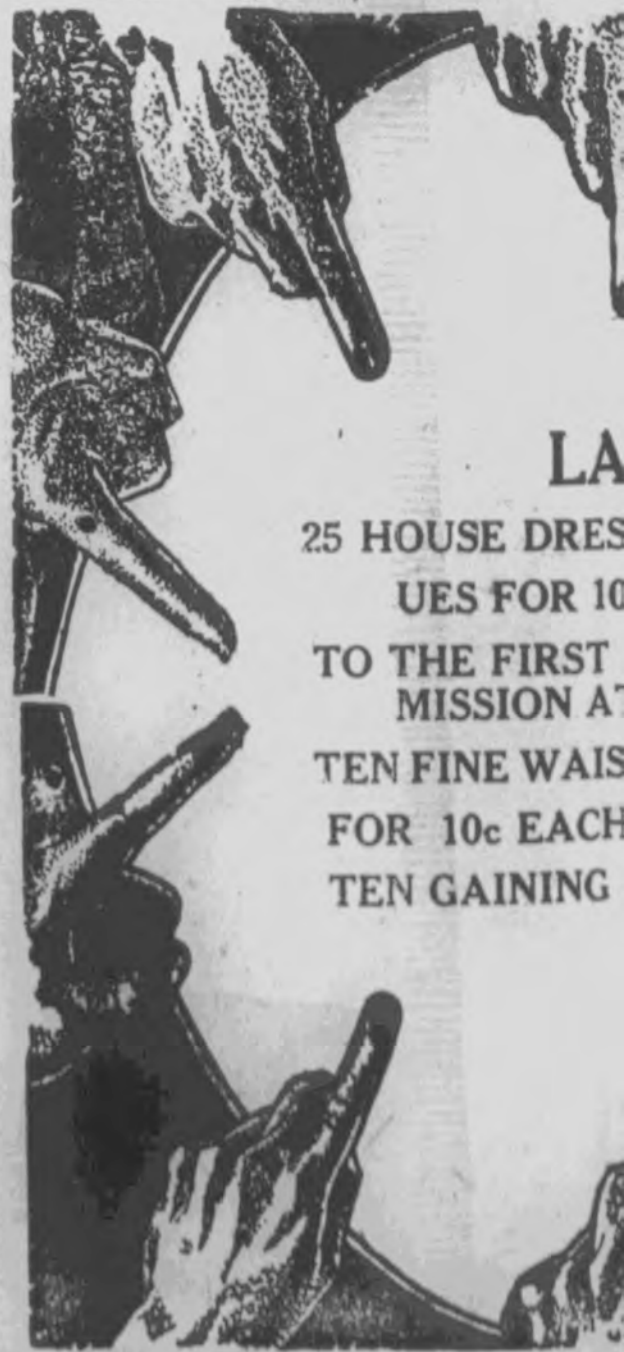 LA
25 HOUSE DRES
UES FOR 10
TO THE FIRST
MISSION AT
TEN FINE WAIS
FOR 10c EACH
TEN GAINING